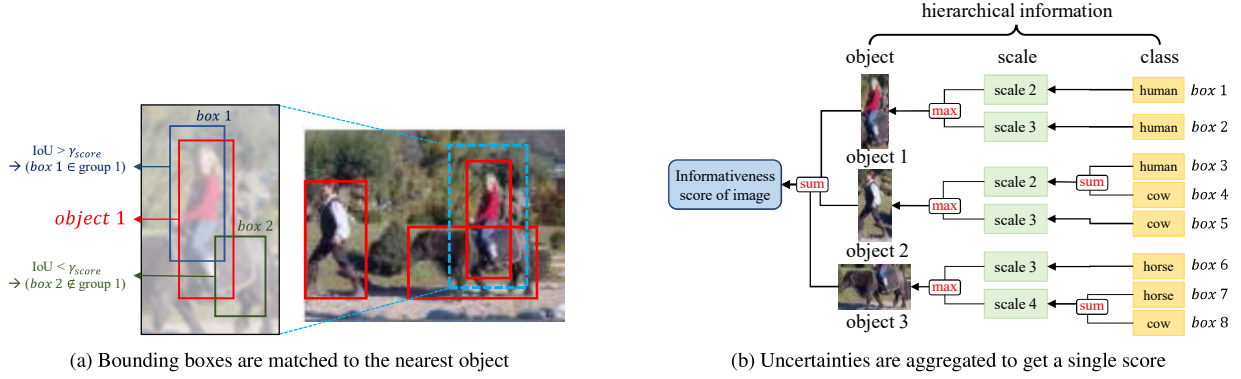 box 1
IoU > γscore
→ (box 1 ∈ group 1)
object 1
box 2
IoU < γscore
→ (box 2 ∉ group 1)
(a) Bounding boxes are matched to the nearest object
hierarchical information
object scale class
scale 2 human box 1
max
scale 3 human box 2
object 1
human box 3
scale 2 sum
cow box 4
max
scale 3 cow box 5
object 2
Informativeness
score of image
sum
scale 3 horse box 6
max
horse box 7
scale 4 sum
cow box 8
object 3
(b) Uncertainties are aggregated to get a single score